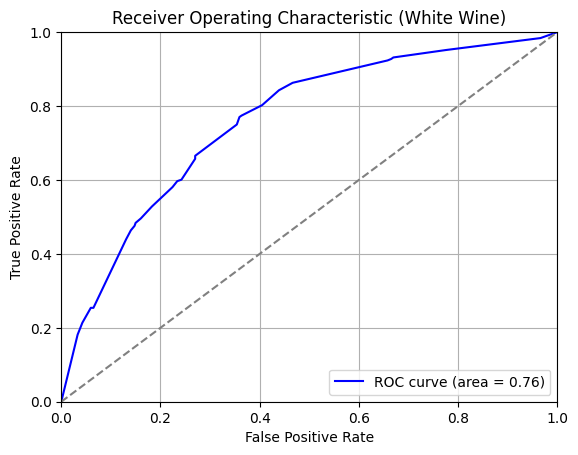 Receiver Operating Characteristic (White Wine)
True Positive Rate
1.0
0.8
0.6
0.4
0.2
0.0
ROC curve (area = 0.76)
0.0 0.2 0.4 0.6 0.8 1.0
False Positive Rate